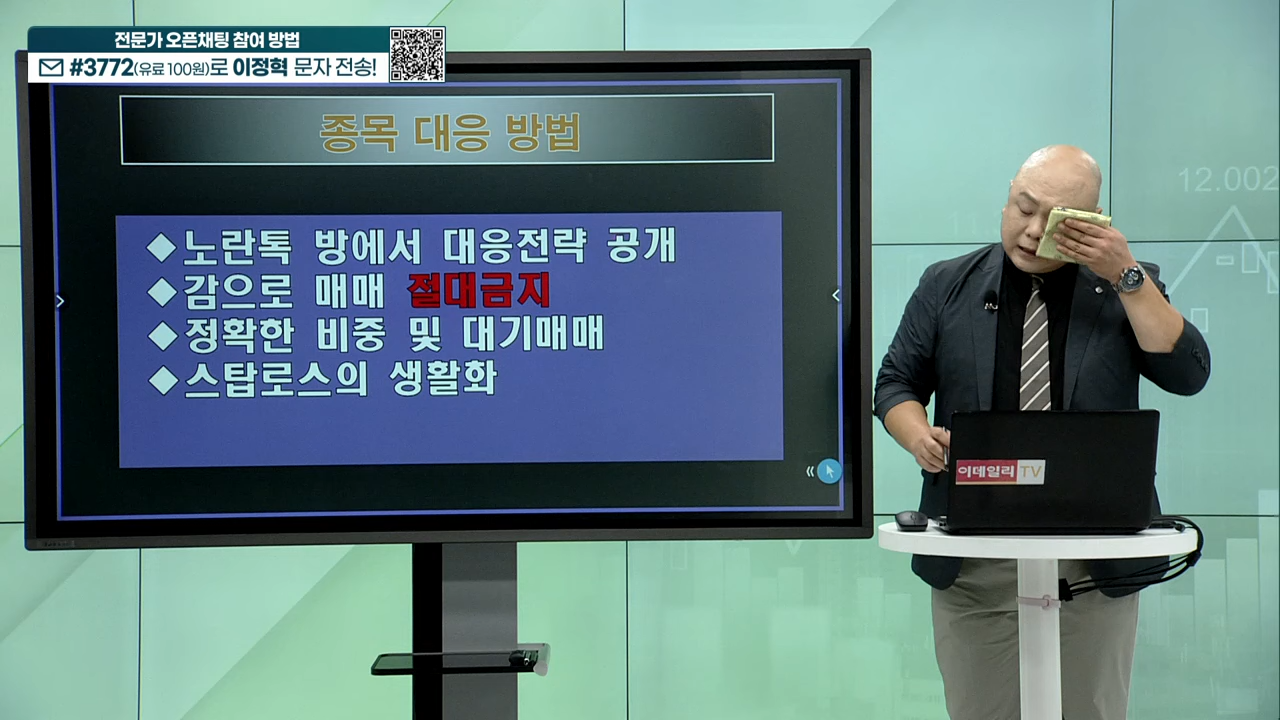 전문가 오픈채팅 참여 방법
#3772(유료 100원)로 이정혁 문자 전송!
종목 대응 방법
◆노란톡 방에서 대응전략 공개
◆감으로 매매 절대금지
◆정확한 비중 및 대기매매
◆스탑로스의 생활화
12.002
이데일리TV